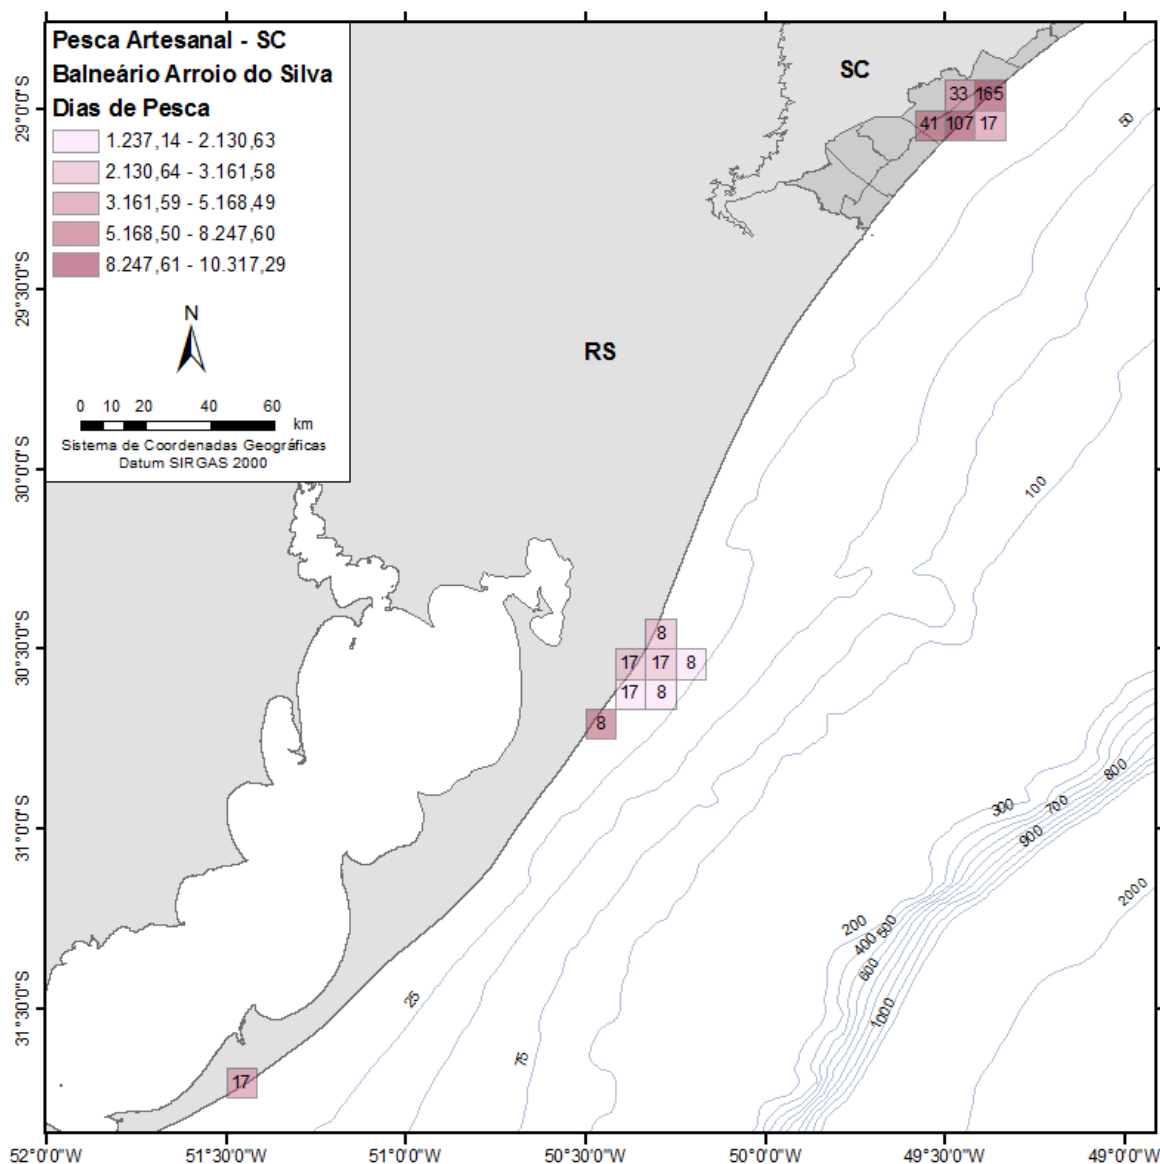 Pesca Artesanal - SC
Balneário Arroio do Silva
Dias de Pesca
1.237,14 - 2.130,63
2.130,64 - 3.161,58
3.161,59 - 5.168,49
5.168,50 - 8.247,60
8.247,61 - 10.317,29
N
0 10 20 40 60
km
Sistema de Coordenadas Geográficas
Datum SIRGAS 2000
SC
RS
33 165
41 107 17
8
17 17 8
17 8
8
17
50
100
25
75
300
700
800
900
200
400
500
600
1000
2000
29°0'0"S
29°30'0"S
30°0'0"S
30°30'0"S
31°0'0"S
31°30'0"S
52°0'0"W 51°30'0"W 51°0'0"W 50°30'0"W 50°0'0"W 49°30'0"W 49°0'0"W